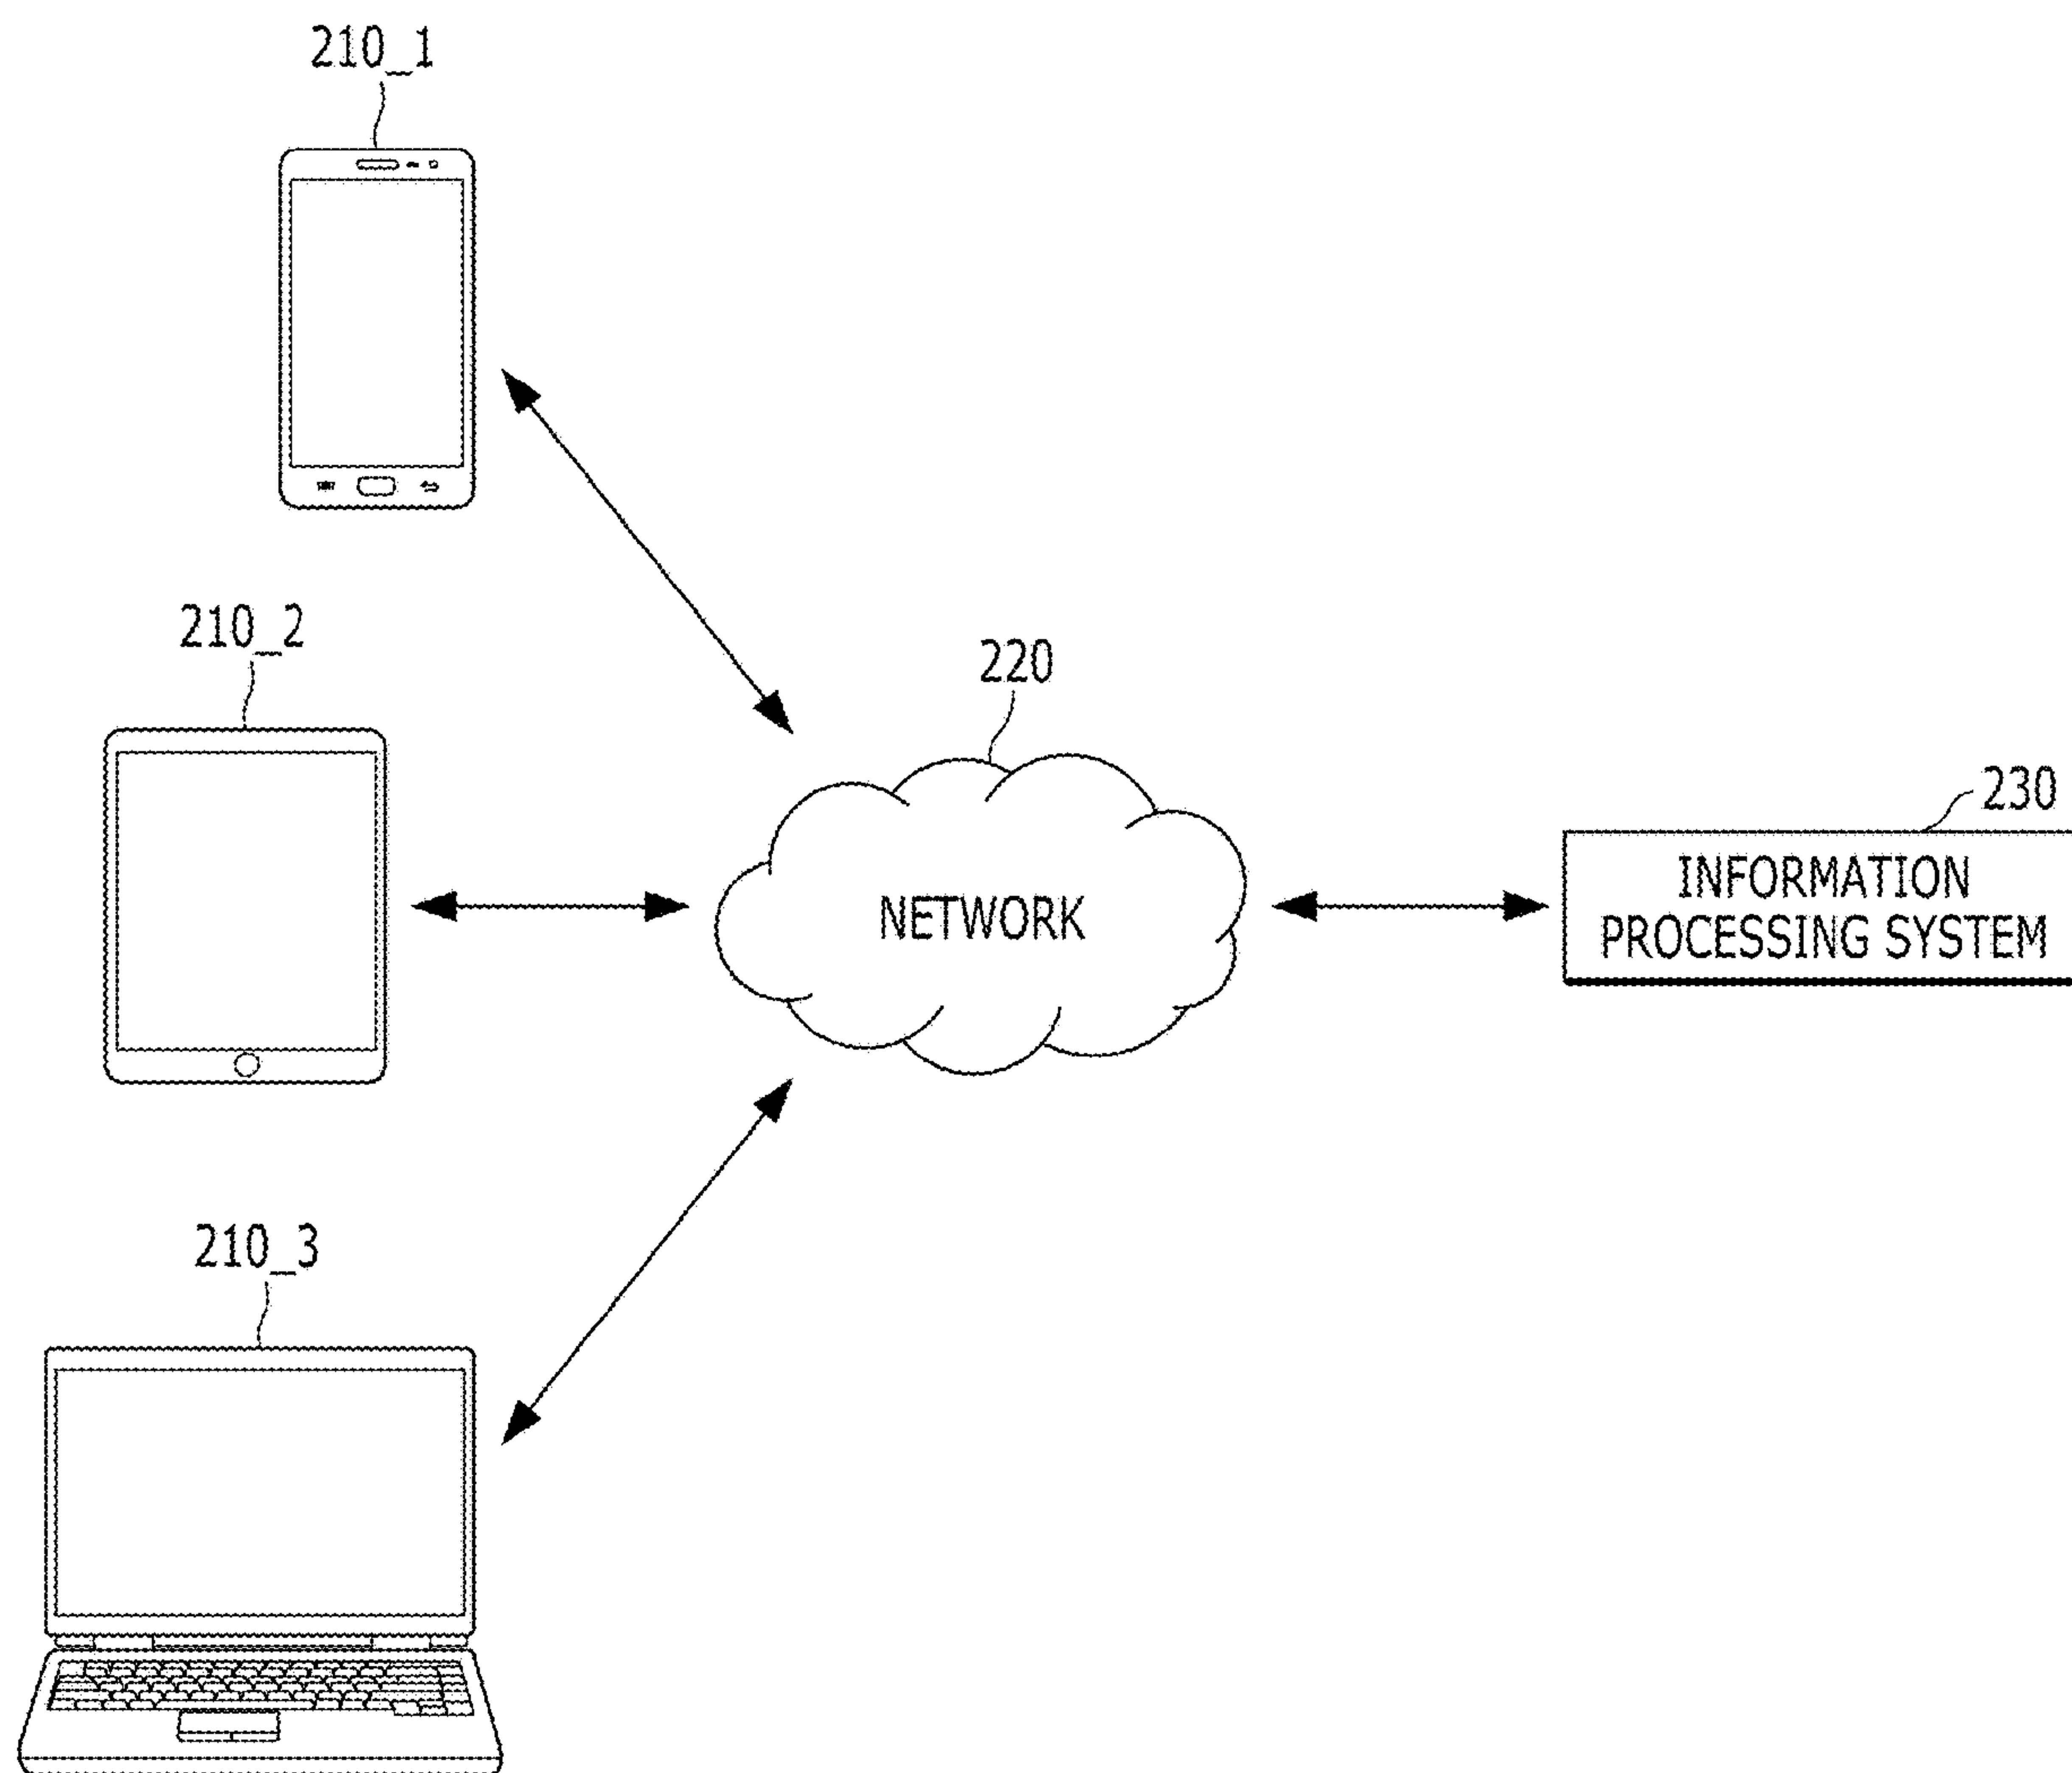 210_1
210_2
220
230
INFORMATION
PROCESSING SYSTEM
NETWORK
210_3